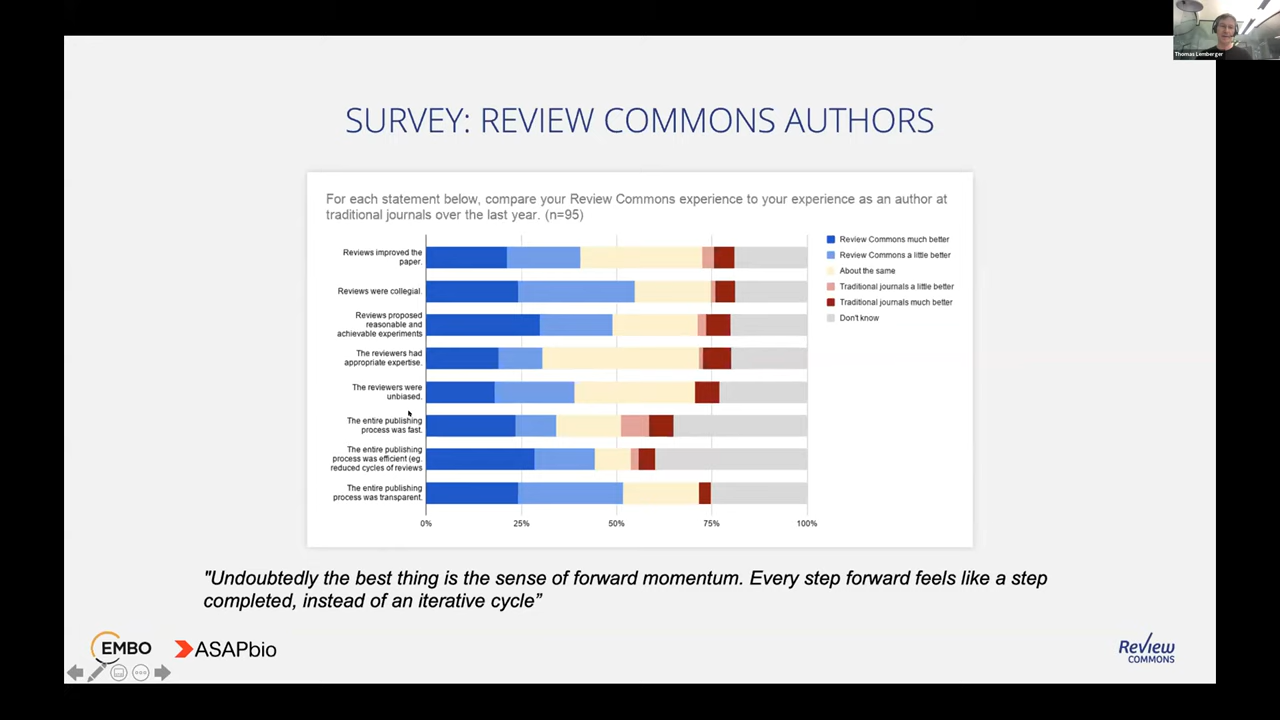 Thomas Lemberger
SURVEY: REVIEW COMMONS AUTHORS
For each statement below, compare your Review Commons experience to your experience as an author at
traditional journals over the last year. (n=95)
Reviews improved the
paper.
Reviews were collegial.
Reviews proposed
reasonable and
achievable experiments
The reviewers had
appropriate expertise.
The reviewers were
unbiased.
The entire publishing
process was fast.
The entire publishing
process was efficient (eg.
reduced cycles of reviews
The entire publishing
process was transparent.
0%
25%
50%
75%
100%
Review Commons much better
Review Commons a little better
About the same
Traditional journals a little better
Traditional journals much better
Don't know
"Undoubtedly the best thing is the sense of forward momentum. Every step forward feels like a step
completed, instead of an iterative cycle”
EMBO
ASAPbio
Review
COMMONS